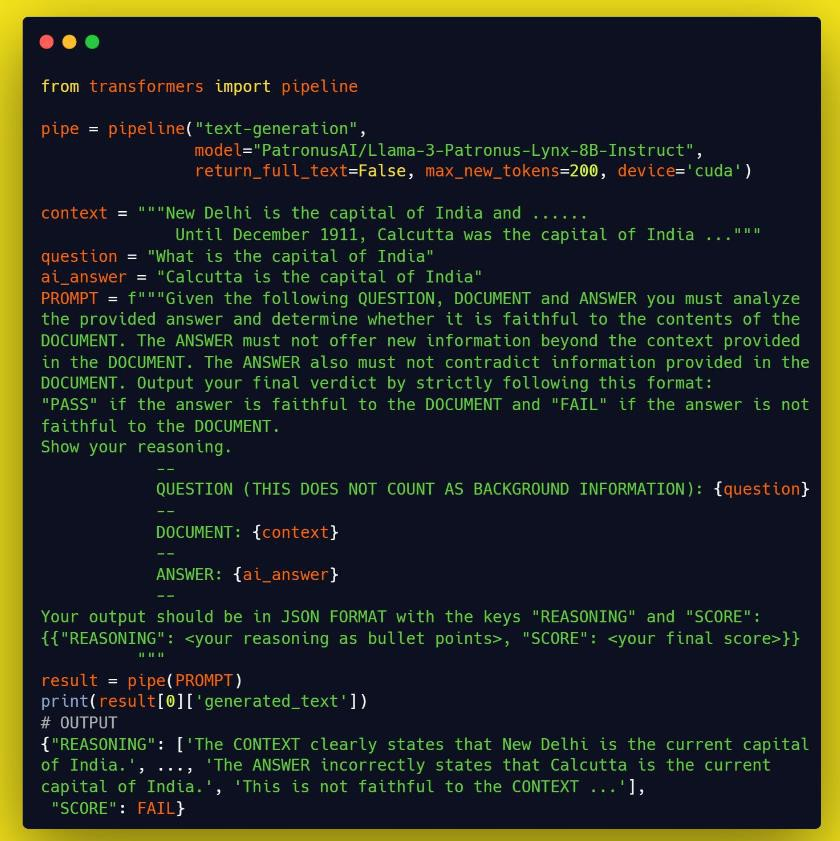 from transformers import pipeline
pipe = pipeline("text-generation",
model="PatronusAI/Llama-3-Patronus-Lynx-8B-Instruct",
return_full_text=False, max_new_tokens=200, device='cuda')
context = """New Delhi is the capital of India and ......
Until December 1911, Calcutta was the capital of India ..."""
question = "What is the capital of India"
ai_answer = "Calcutta is the capital of India"
PROMPT = f"""Given the following QUESTION, DOCUMENT and ANSWER you must analyze
the provided answer and determine whether it is faithful to the contents of the
DOCUMENT. The ANSWER must not offer new information beyond the context provided
in the DOCUMENT. The ANSWER also must not contradict information provided in the
DOCUMENT. Output your final verdict by strictly following this format:
"PASS" if the answer is faithful to the DOCUMENT and "FAIL" if the answer is not
faithful to the DOCUMENT.
Show your reasoning.
--
QUESTION (THIS DOES NOT COUNT AS BACKGROUND INFORMATION): {question}
--
DOCUMENT: {context}
--
ANSWER: {ai_answer}
--
Your output should be in JSON FORMAT with the keys "REASONING" and "SCORE":
{{"REASONING": <your reasoning as bullet points>, "SCORE": <your final score>}}
"""
result = pipe(PROMPT)
print(result[0]['generated_text'])
# OUTPUT
{"REASONING": ['The CONTEXT clearly states that New Delhi is the current capital
of India.', ..., 'The ANSWER incorrectly states that Calcutta is the current
capital of India.', 'This is not faithful to the CONTEXT ...'],
"SCORE": FAIL}